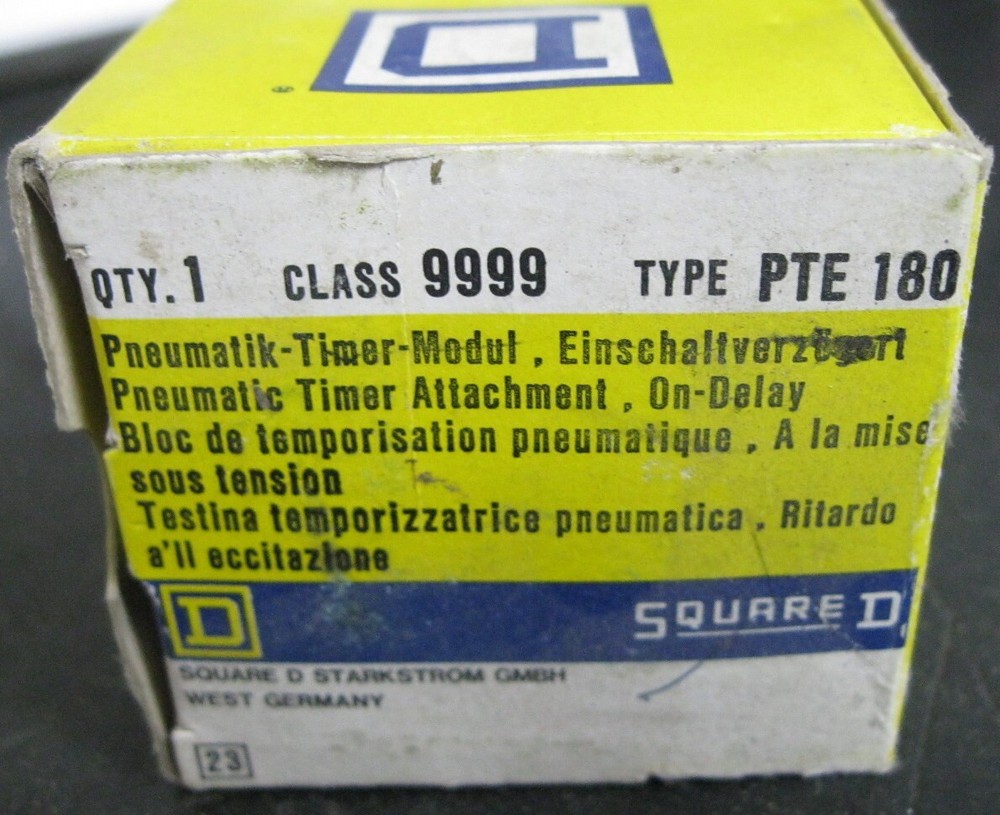 D
®
QTY. 1 CLASS 9999 TYPE PTE 180
Pneumatik-Timer-Modul , Einschaltverzögert
Pneumatic Timer Attachment , On-Delay
Bloc de temporisation pneumatique , A la mise
sous tension
Testina temporizzatrice pneumatica , Ritardo
a'il eccitazione
D SQUARE D
SQUARE D STARKSTROM GMBH
WEST GERMANY
23